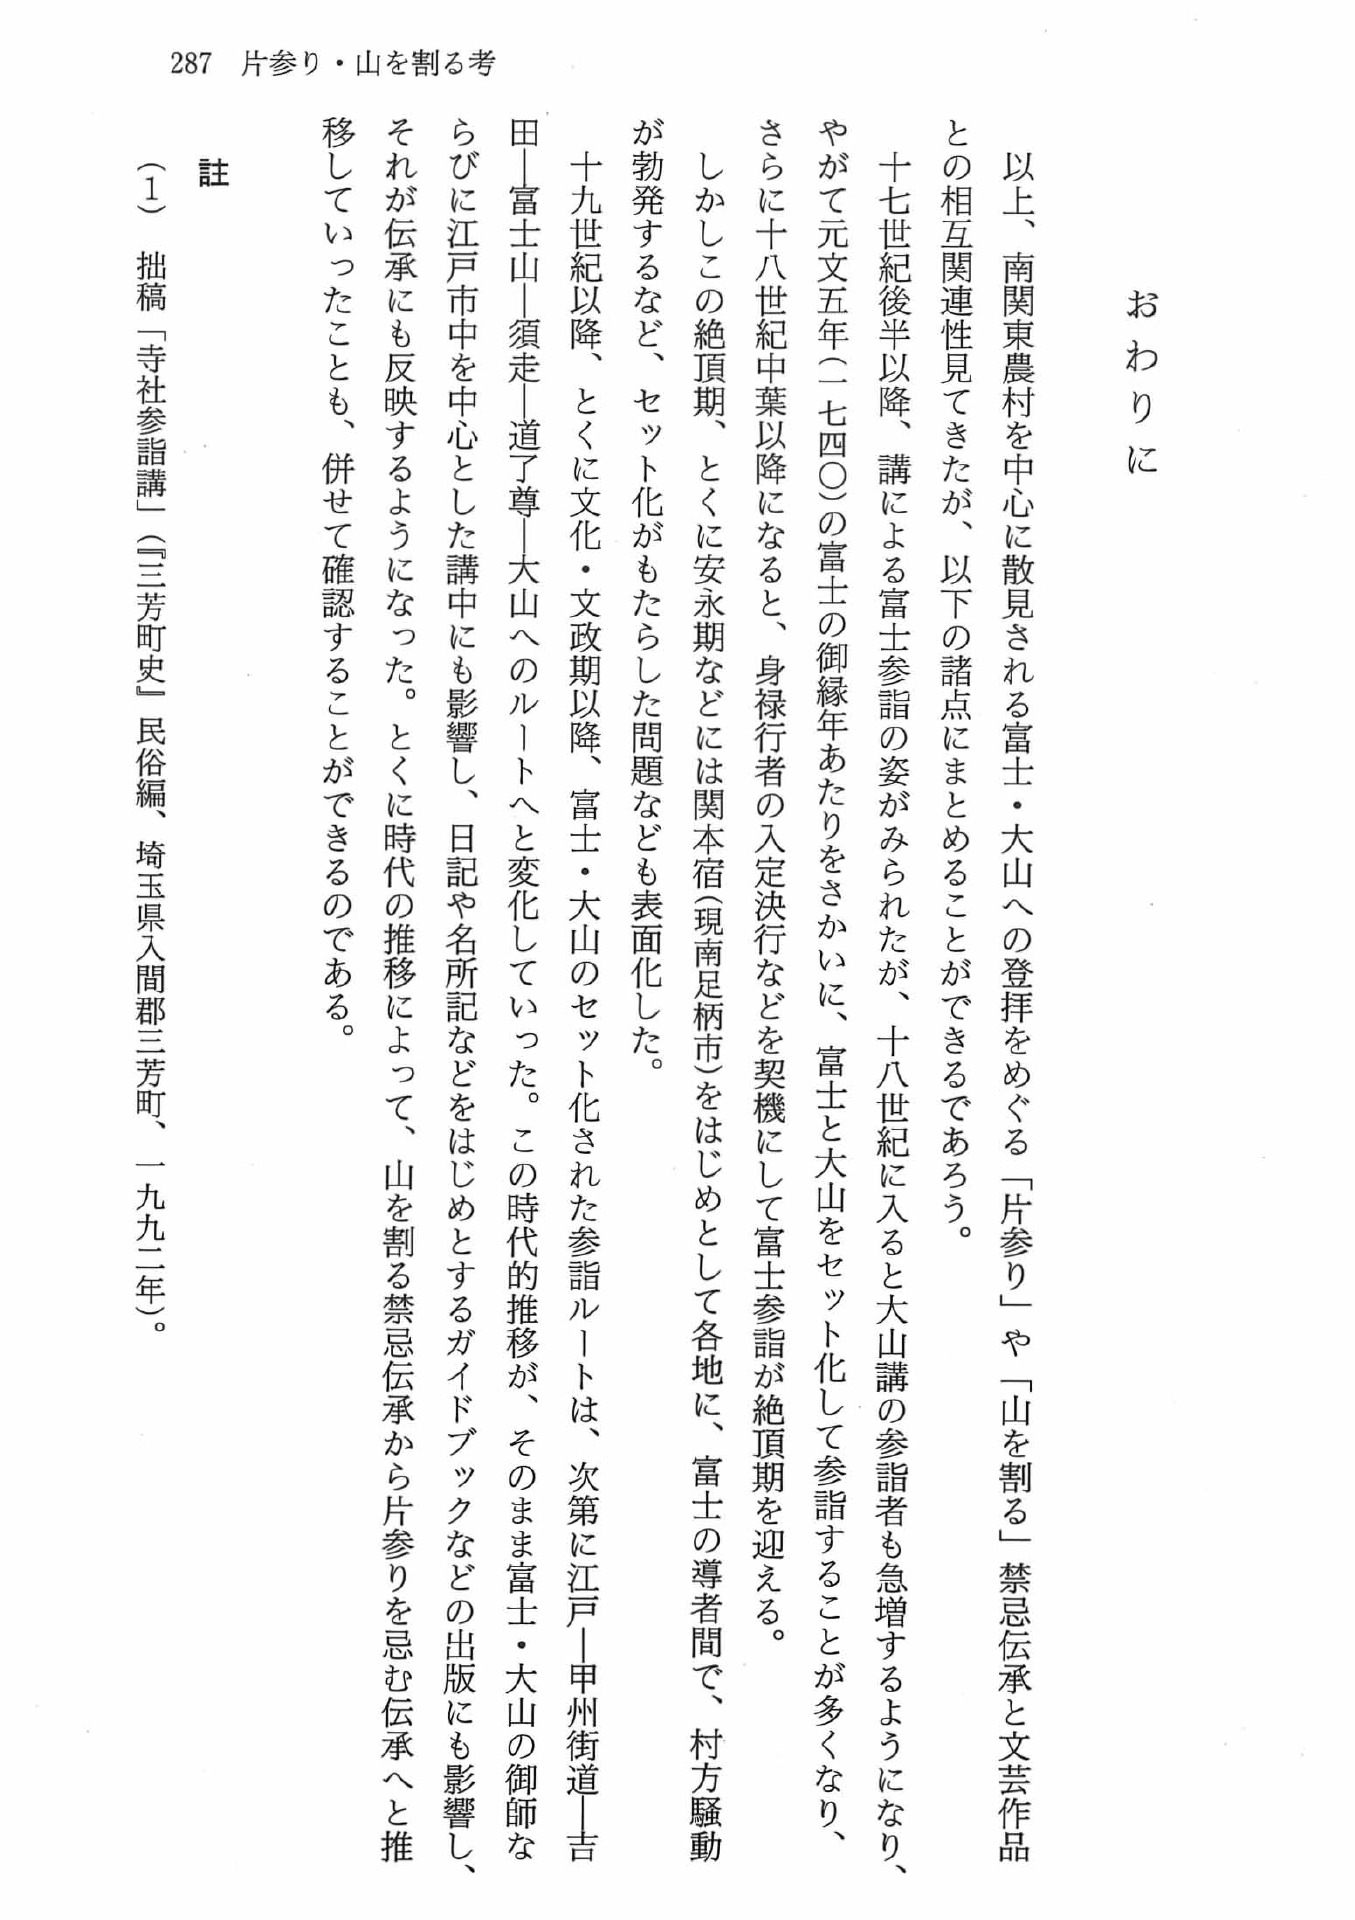 287 片参り・山を割る考
おわりに
以上、南関東農村を中心に散見される富士・大山への登拝をめぐる「片参り」や「山を割る」禁忌伝承と文芸作品
との相互関連性見てきたが、以下の諸点にまとめることができるであろう。
十七世紀後半以降、講による富士参詣の姿がみられたが、十八世紀に入ると大山講の参詣者も急増するようになり、
やがて元文五年(一七四〇)の富士の御縁年あたりをさかいに、富士と大山をセット化して参詣することが多くなり、
さらに十八世紀中葉以降になると、身禄行者の入定決行などを契機にして富士参詣が絶頂期を迎える。
しかしこの絶頂期、とくに安永期などには関本宿(現南足柄市)をはじめとして各地に、富士の導者間で、村方騒動
が勃発するなど、セット化がもたらした問題なども表面化した。
十九世紀以降、とくに文化・文政期以降、富士・大山のセット化された参詣ルートは、次第に江戸―甲州街道―吉
田―富士山―須走―道了尊―大山へのルートへと変化していった。この時代的推移が、そのまま富士・大山の御師な
らびに江戸市中を中心とした講中にも影響し、日記や名所記などをはじめとするガイドブックなどの出版にも影響し、
それが伝承にも反映するようになった。とくに時代の推移によって、山を割る禁忌伝承から片参りを忌む伝承へと推
移していったことも、併せて確認することができるのである。
註
(1) 拙稿「寺社参詣講」(『三芳町史』民俗編、埼玉県入間郡三芳町、一九九二年)。